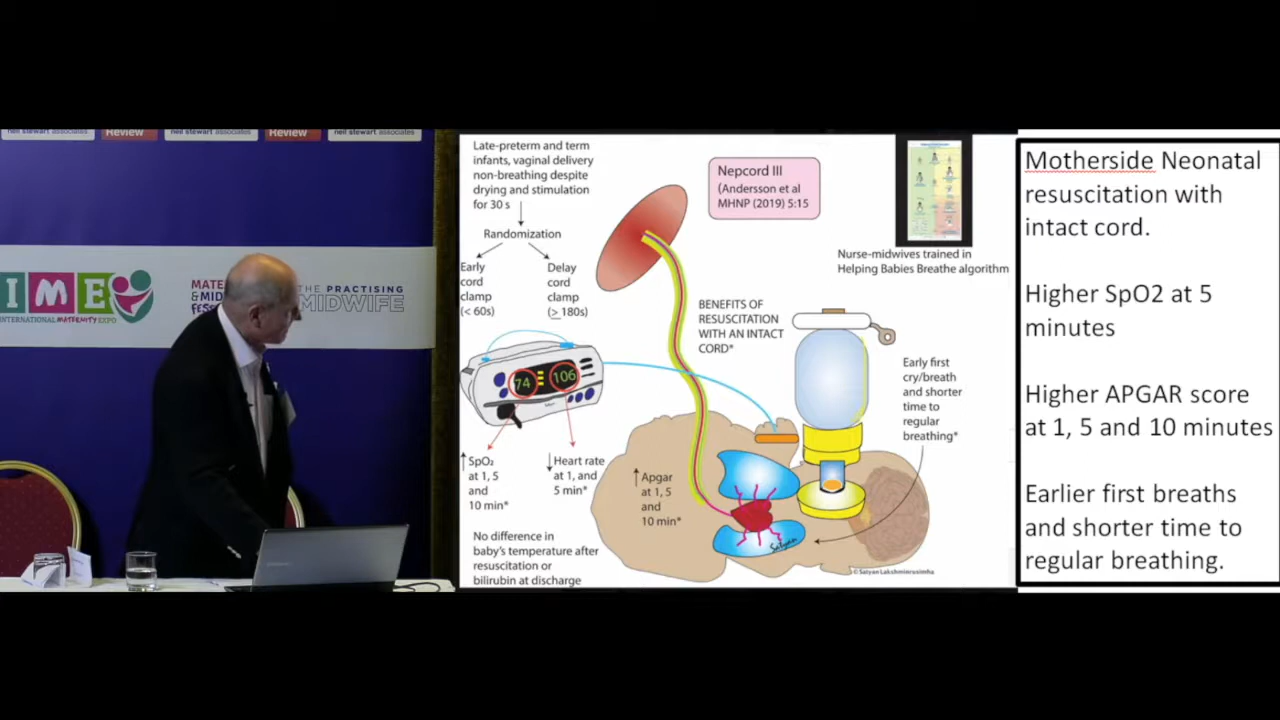 neil stewart associates
Review
neil stewart associates
Review
neil stewart associates
IME
INTERNATIONAL MATERNITY EXPO
MATE
& MID
FES
THE PRACTISING
MIDWIFE
Late-preterm and term
infants, vaginal delivery
non-breathing despite
drying and stimulation
for 30 s
Randomization
Early
cord
clamp
(< 60s)
Delay
cord
clamp
(≥ 180s)
Nepcord III
(Andersson et al
MHNP (2019) 5:15
Nurse-midwives trained in
Helping Babies Breathe algorithm
BENEFITS OF
RESUSCITATION
WITH AN INTACT
CORD*
Early first
cry/breath
and shorter
time to
regular
breathing*
74
106
↑ SpO₂
at 1, 5
and
10 min*
↓ Heart rate
at 1, and
5 min*
↑ Apgar
at 1, 5
and
10 min*
No difference in
baby's temperature after
resuscitation or
bilirubin at discharge
Satyan
© Satyan Lakshminrusimha
Motherside Neonatal
resuscitation with
intact cord.
Higher SpO2 at 5
minutes
Higher APGAR score
at 1, 5 and 10 minutes
Earlier first breaths
and shorter time to
regular breathing.